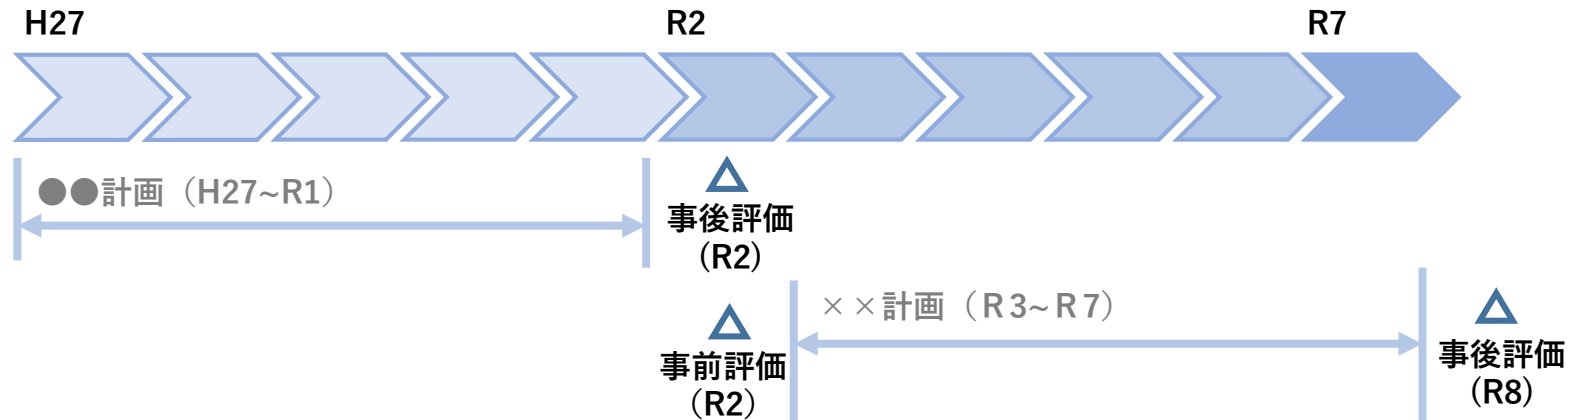 H27
R2
R7
●●計画（H27~R1）
事後評価
(R2)
××計画（Ｒ3~Ｒ7）
事前評価
（R2）
事後評価
（R8）